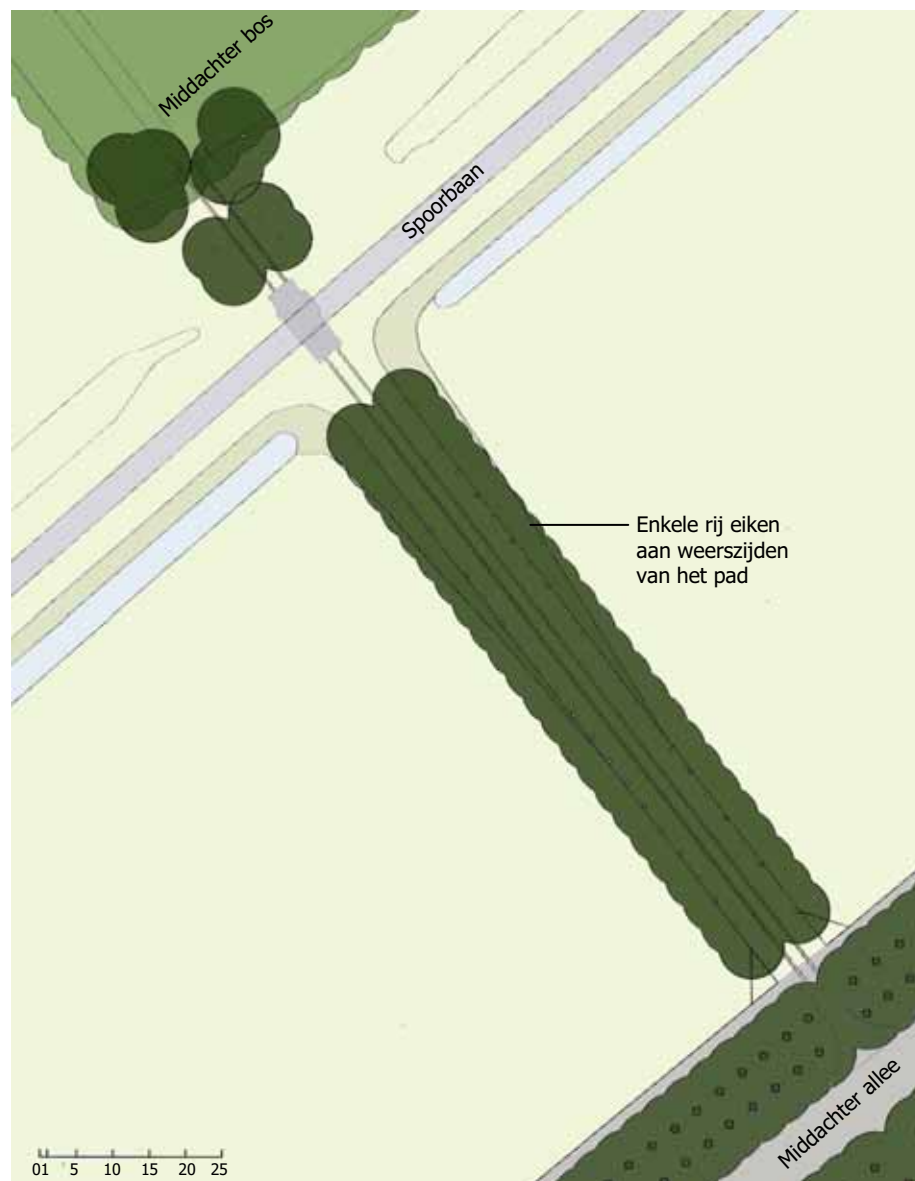 Middachter bos
Spoorbaan
Enkele rij eiken
aan weerszijden
van het pad
Middachter allee
01 5 10 15 20 25